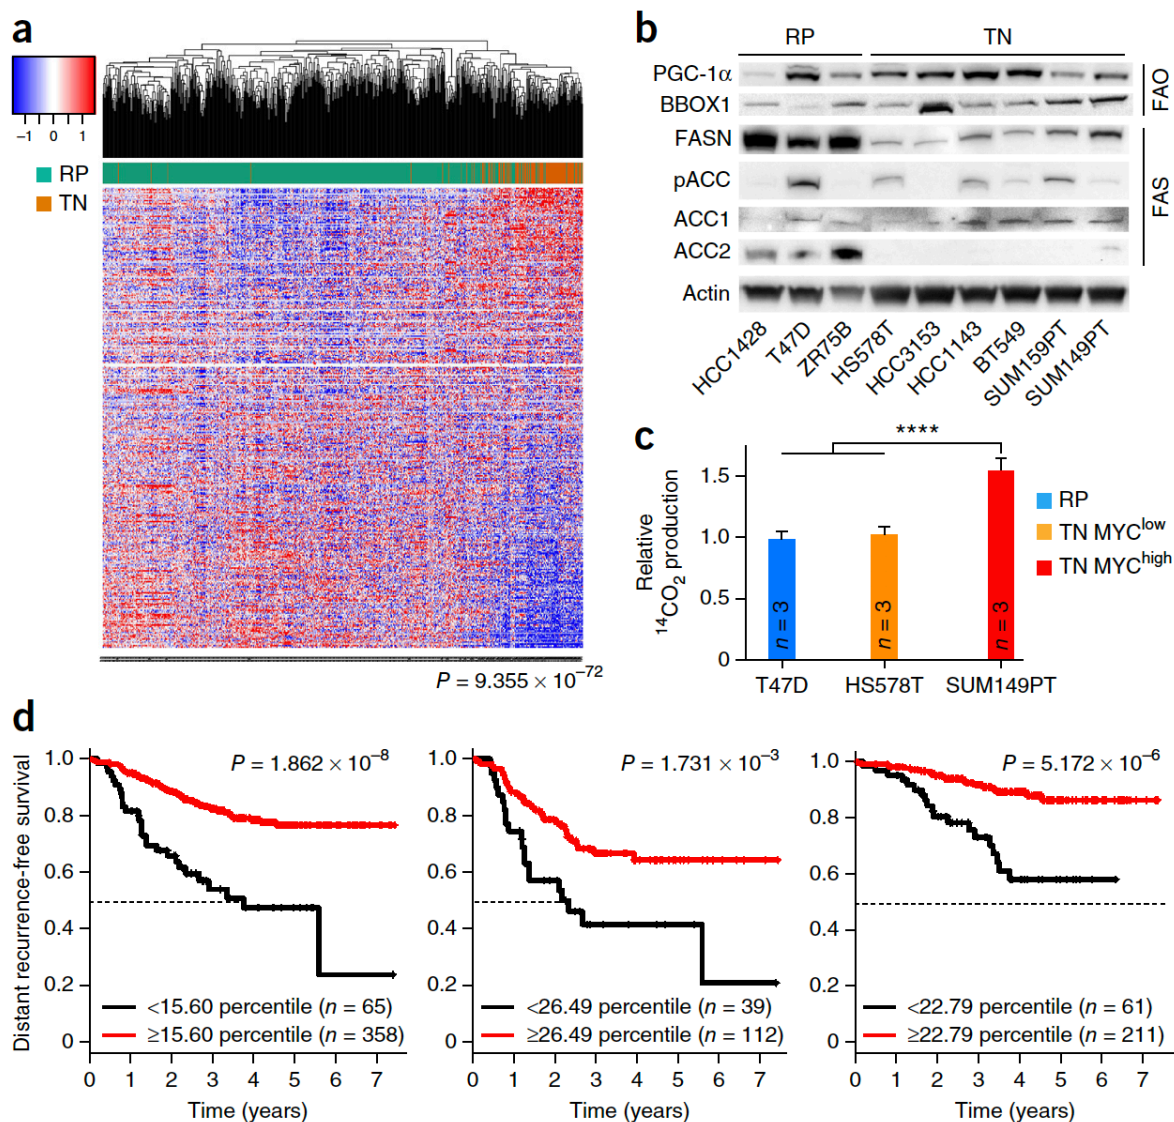 a
−1 0 1
RP
TN
P = 9.355 × 10−72
b
RP TN
PGC-1α
BBOX1
FAO
FASN
pACC
ACC1
ACC2
FAS
Actin
HCC1428
T47D
ZR75B
HS578T
HCC3153
HCC1143
BT549
SUM159PT
SUM149PT
c
****
Relative
14CO2 production
1.5
1.0
0.5
0
n = 3
n = 3
n = 3
T47D HS578T SUM149PT
RP
TN MYClow
TN MYChigh
d
Distant recurrence-free survival
1.0
0.8
0.6
0.4
0.2
0
P = 1.862 × 10−8
<15.60 percentile (n = 65)
≥15.60 percentile (n = 358)
0 1 2 3 4 5 6 7
Time (years)
1.0
0.8
0.6
0.4
0.2
0
P = 1.731 × 10−3
<26.49 percentile (n = 39)
≥26.49 percentile (n = 112)
0 1 2 3 4 5 6 7
Time (years)
1.0
0.8
0.6
0.4
0.2
0
P = 5.172 × 10−6
<22.79 percentile (n = 61)
≥22.79 percentile (n = 211)
0 1 2 3 4 5 6 7
Time (years)